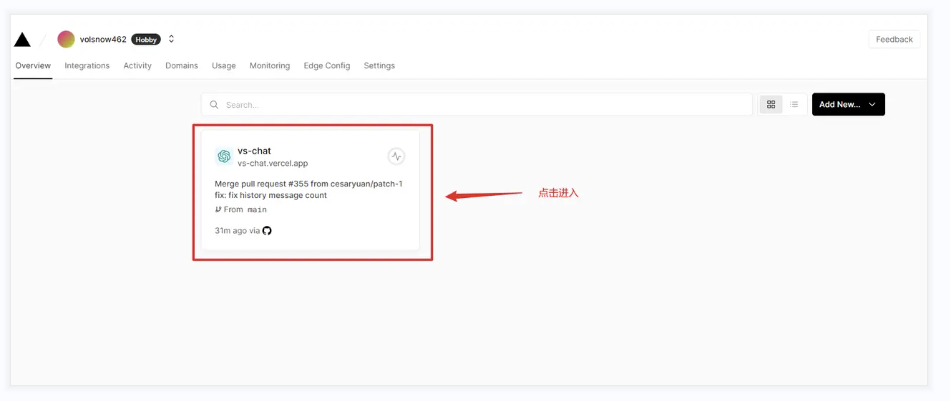 volsnow462 Hobby
Feedback
Overview Integrations Activity Domains Usage Monitoring Edge Config Settings
Search...
Add New...
vs-chat
vs-chat.vercel.app
Merge pull request #355 from cesaryuan/patch-1
fix: fix history message count
From main
31m ago via
点击进入